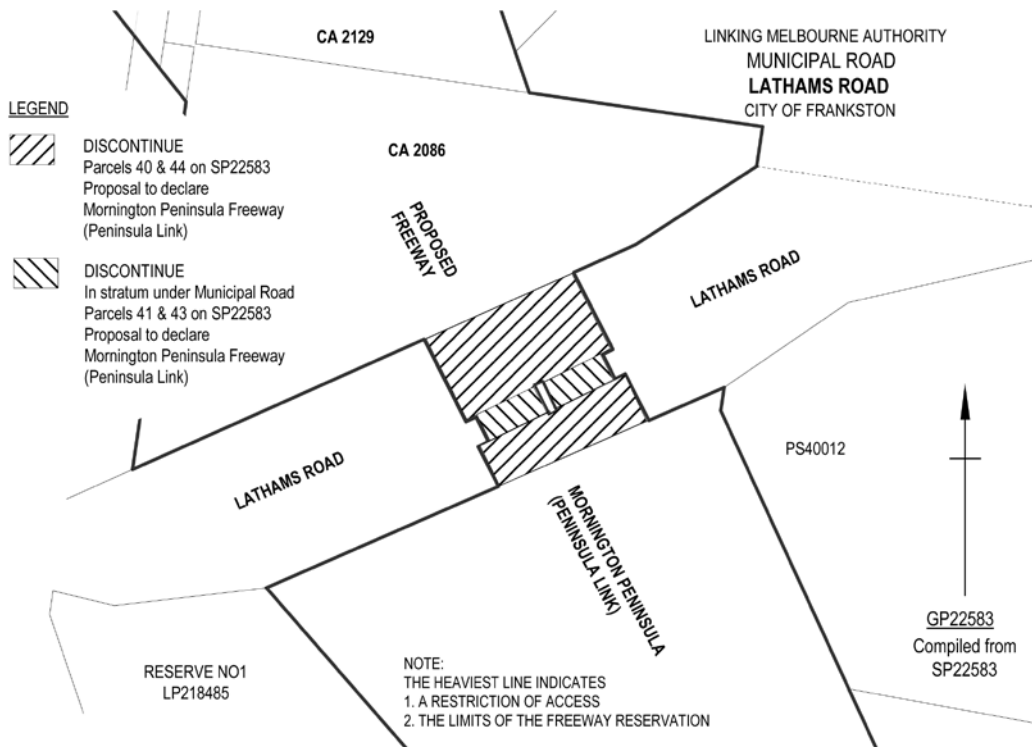 CA 2129
LINKING MELBOURNE AUTHORITY
MUNICIPAL ROAD
LATHAMS ROAD
CITY OF FRANKSTON
LEGEND
DISCONTINUE
Parcels 40 & 44 on SP22583
Proposal to declare
Mornington Peninsula Freeway
(Peninsula Link)
DISCONTINUE
In stratum under Municipal Road
Parcels 41 & 43 on SP22583
Proposal to declare
Mornington Peninsula Freeway
(Peninsula Link)
CA 2086
PROPOSED
FREEWAY
LATHAMS ROAD
LATHAMS ROAD
PS40012
MORNINGTON PENINSULA
(PENINSULA LINK)
GP22583
Compiled from
SP22583
RESERVE NO1
LP218485
NOTE:
THE HEAVIEST LINE INDICATES
1. A RESTRICTION OF ACCESS
2. THE LIMITS OF THE FREEWAY RESERVATION